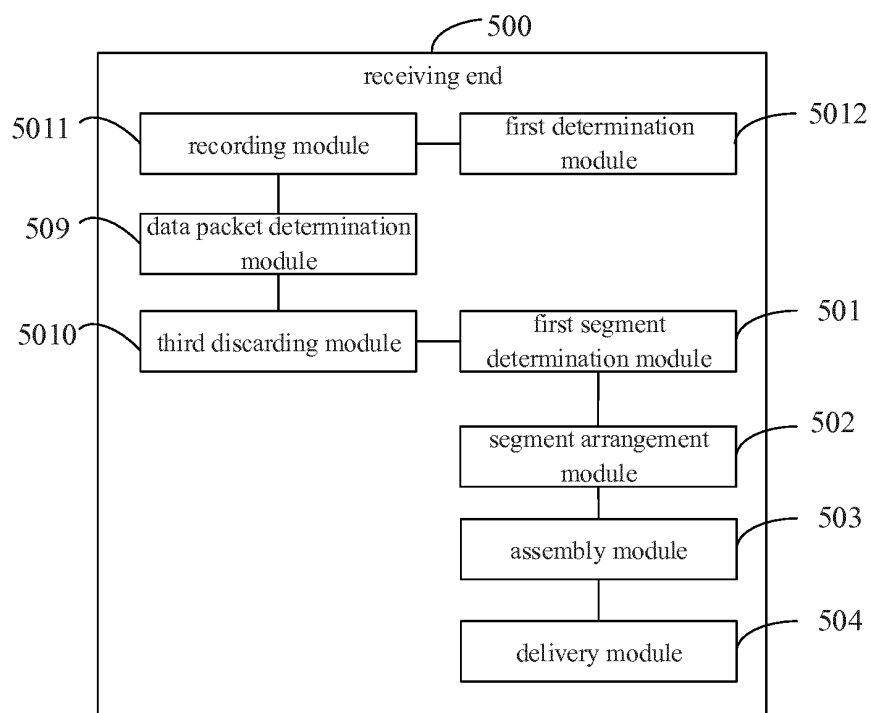 500
receiving end
5011
recording module
first determination
module
5012
509
data packet determination
module
5010
third discarding module
first segment
determination module
501
segment arrangement
module
502
assembly module
503
delivery module
504